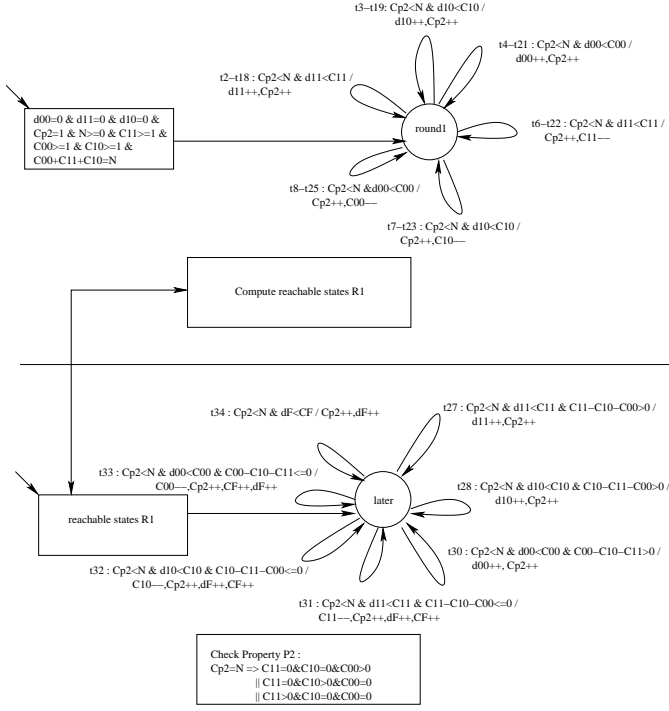 t3−t19: Cp2<N & d10<C10 /
d10++,Cp2++
t4−t21 : Cp2<N & d00<C00 /
d00++,Cp2++
t2−t18 : Cp2<N & d11<C11 /
d11++,Cp2++
d00=0 & d11=0 & d10=0 &
Cp2=1 & N>=0 & C11>=1 &
C00>=1 & C10>=1 &
C00+C11+C10=N
round1
t6−t22 : Cp2<N & d11<C11 /
Cp2++,C11−−
t8−t25 : Cp2<N &d00<C00 /
Cp2++,C00−−
t7−t23 : Cp2<N & d10<C10 /
Cp2++,C10−−
Compute reachable states R1
t34 : Cp2<N & dF<CF / Cp2++,dF++
t27 : Cp2<N & d11<C11 & C11−C10−C00>0 /
d11++,Cp2++
t33 : Cp2<N & d00<C00 & C00−C10−C11<=0 /
C00−−,Cp2++,CF++,dF++
later
t28 : Cp2<N & d10<C10 & C10−C11−C00>0 /
d10++,Cp2++
reachable states R1
t30 : Cp2<N & d00<C00 & C00−C10−C11>0 /
d00++, Cp2++
t32 : Cp2<N & d10<C10 & C10−C11−C00<=0 /
C10−−,Cp2++,dF++,CF++
t31 : Cp2<N & d11<C11 & C11−C10−C00<=0 /
C11−−,Cp2++,dF++,CF++
Check Property P2 :
Cp2=N => C11=0&C10=0&C00>0
|| C11=0&C10>0&C00=0
|| C11>0&C10=0&C00=0